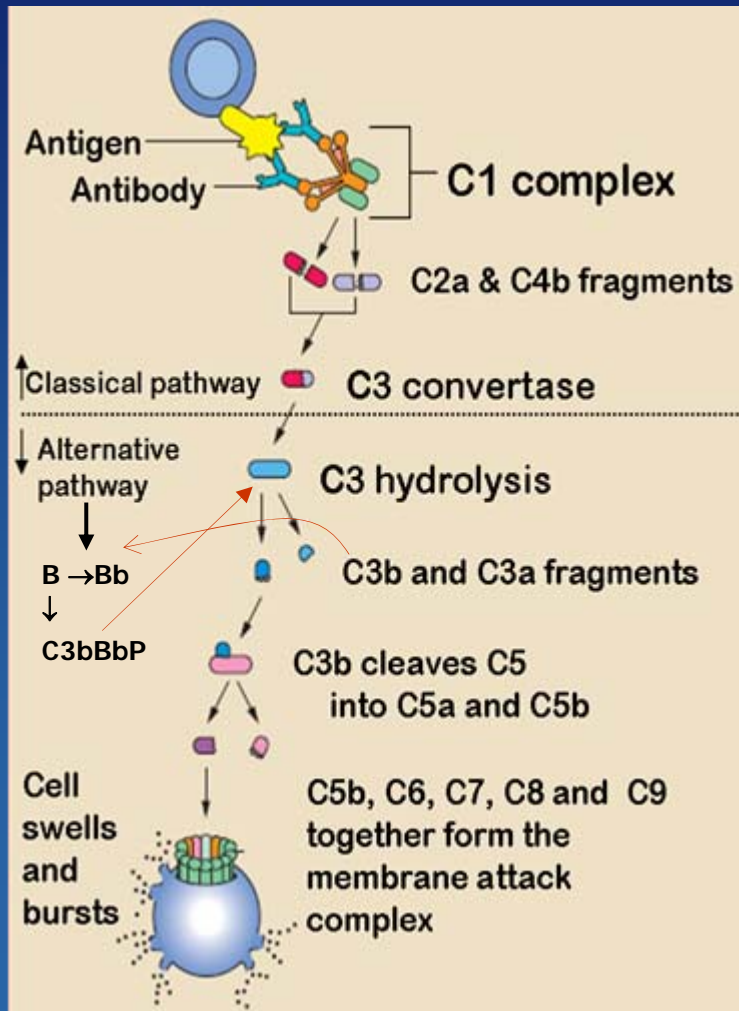 Antigen
Antibody
C1 complex
C2a & C4b fragments
↑Classical pathway
C3 convertase
↓ Alternative
pathway
C3 hydrolysis
B →Bb
↓
C3bBbP
C3b and C3a fragments
C3b cleaves C5
into C5a and C5b
Cell
swells
and
bursts
C5b, C6, C7, C8 and C9
together form the
membrane attack
complex